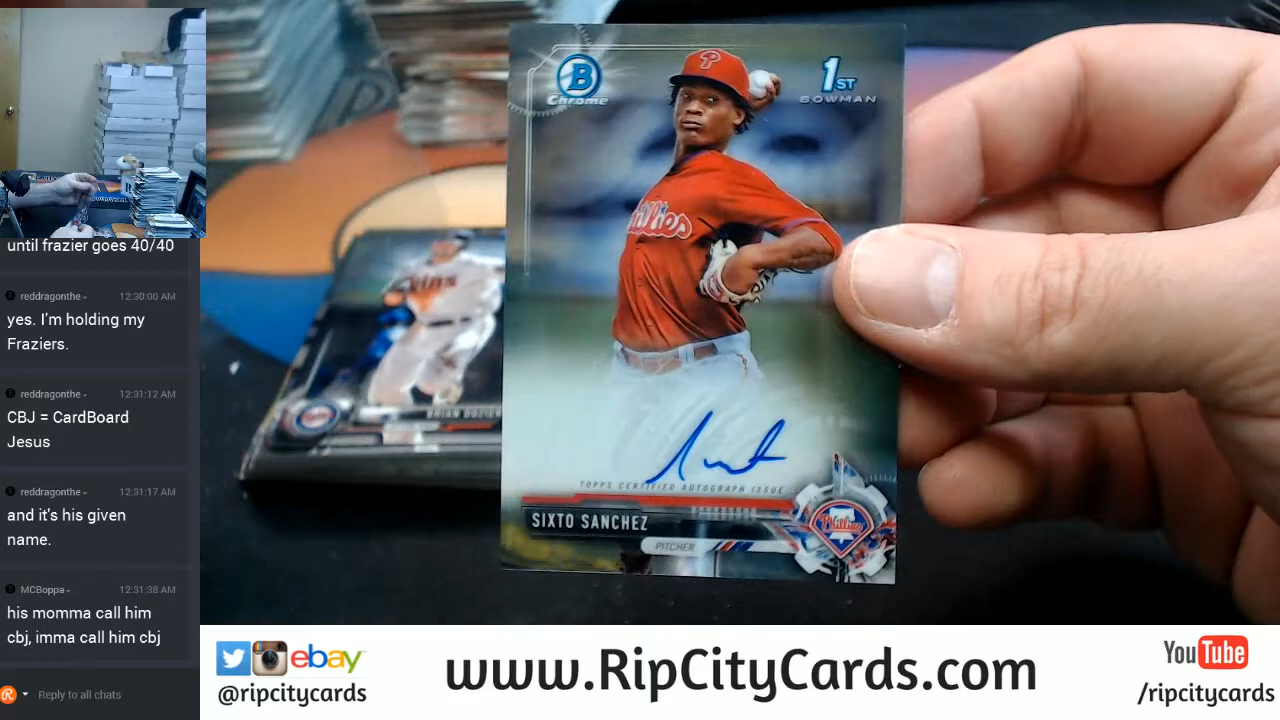 until frazier goes 40/40
reddragonthe - 12:30:00 AM
yes. I'm holding my
Fraziers.
reddragonthe - 12:31:12 AM
CBJ = CardBoard
Jesus
reddragonthe - 12:31:17 AM
and it's his given
name.
MCBoppa - 12:31:38 AM
his momma call him
cbj, imma call him cbj
Reply to all chats
B
Chrome
1ST
BOWMAN
P
Phillies
TOPPS CERTIFIED AUTOGRAPH ISSUE
SIXTO SANCHEZ
PITCHER
Phillies
BRIAN DOZIER
ebay
@ripcitycards
www.RipCityCards.com
YouTube
/ripcitycards